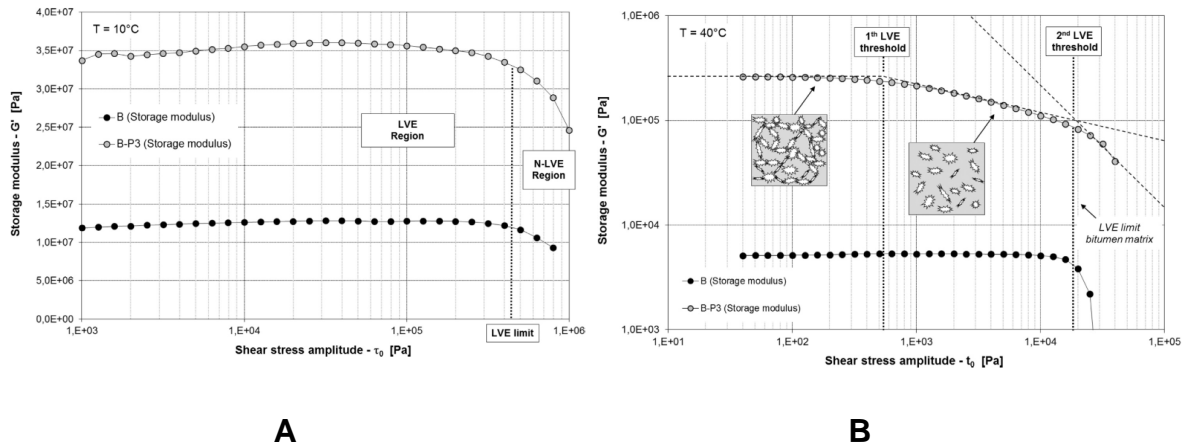 4,0E+07
3,5E+07
3,0E+07
2,5E+07
4,0E+07
1,5E+07
1,0E+07
5,0E+06
0,0E+00
Storage modulus - G' [Pa]
T = 10°C
B (Storage modulus)
B-P3 (Storage modulus)
LVE
Region
N-LVE
Region
LVE limit
1,E+03
1,E+04
1,E+05
1,E+06
Shear stress amplitude - τ0 [Pa]
A
1,0E+06
1,0E+05
1,0E+04
1,0E+03
Storage modulus - G' [Pa]
T = 40°C
1th LVE
threshold
2nd LVE
threshold
LVE limit
bitumen matrix
B (Storage modulus)
B-P3 (Storage modulus)
1,E+01
1,E+02
1,E+03
1,E+04
1,E+05
Shear stress amplitude - t0 [Pa]
B